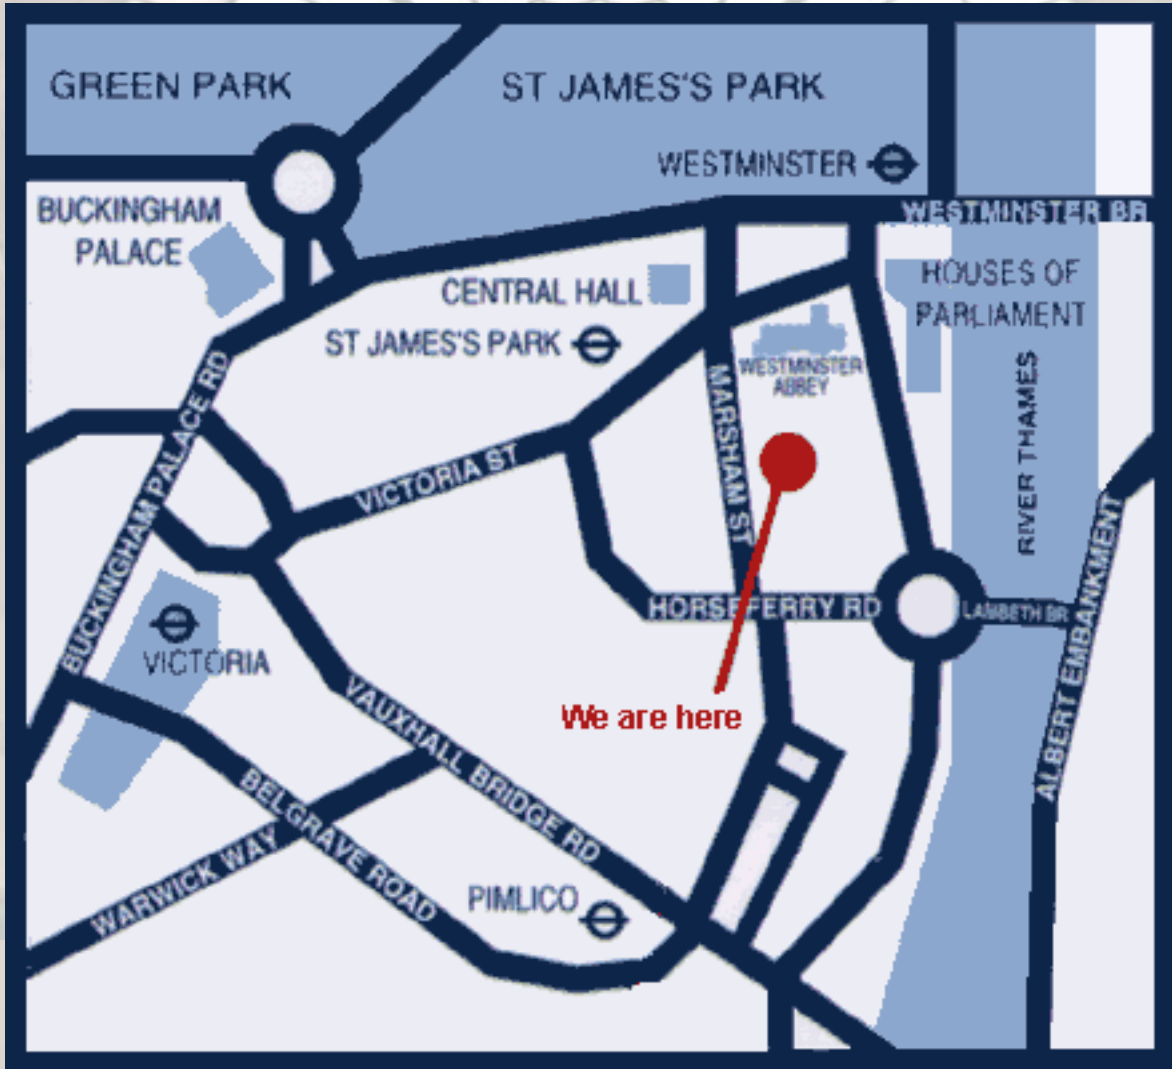 GREEN PARK
ST JAMES'S PARK
WESTMINSTER
BUCKINGHAM
PALACE
WESTMINSTER BR
HOUSES OF
PARLIAMENT
CENTRAL HALL
ST JAMES'S PARK
WESTMINSTER
ABBEY
MARSHAM ST
RIVER THAMES
BUCKINGHAM PALACE RD
VICTORIA ST
HORSEFERRY RD
LAMBETH BR
ALBERT EMBANKMENT
VICTORIA
We are here
VAUXHALL BRIDGE RD
BELGRAVE ROAD
WARWICK WAY
PIMLICO